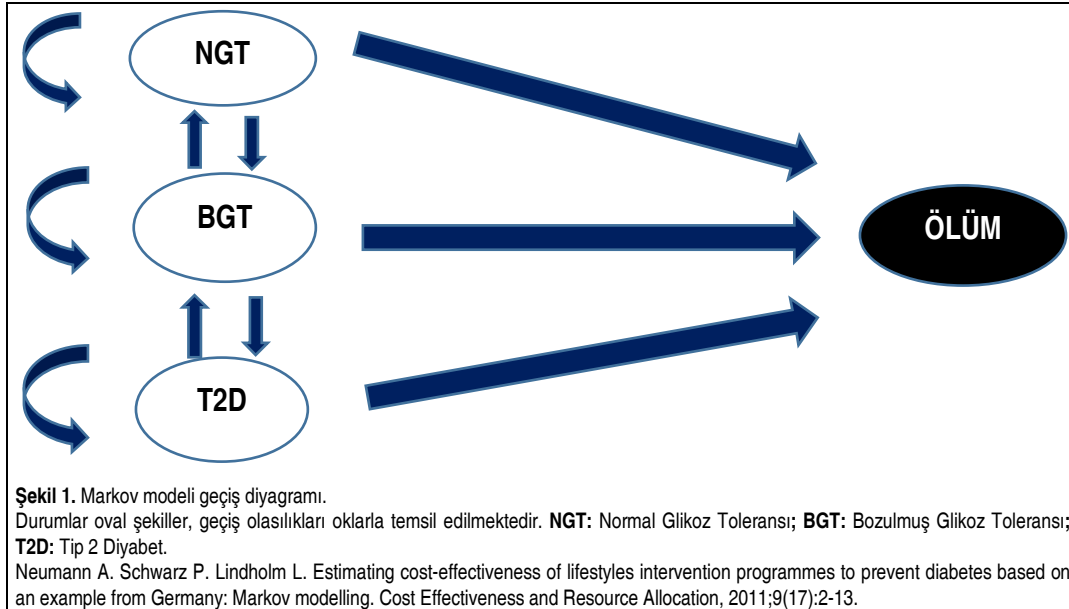 NGT
BGT
ÖLÜM
T2D
Şekil 1. Markov modeli geçiş diyagramı.
Durumlar oval şekiller, geçiş olasılıkları oklarla temsil edilmektedir. NGT: Normal Glikoz Toleransı; BGT: Bozulmuş Glikoz Toleransı;
T2D: Tip 2 Diyabet.
Neumann A. Schwarz P. Lindholm L. Estimating cost-effectiveness of lifestyles intervention programmes to prevent diabetes based on
an example from Germany: Markov modelling. Cost Effectiveness and Resource Allocation, 2011;9(17):2-13.